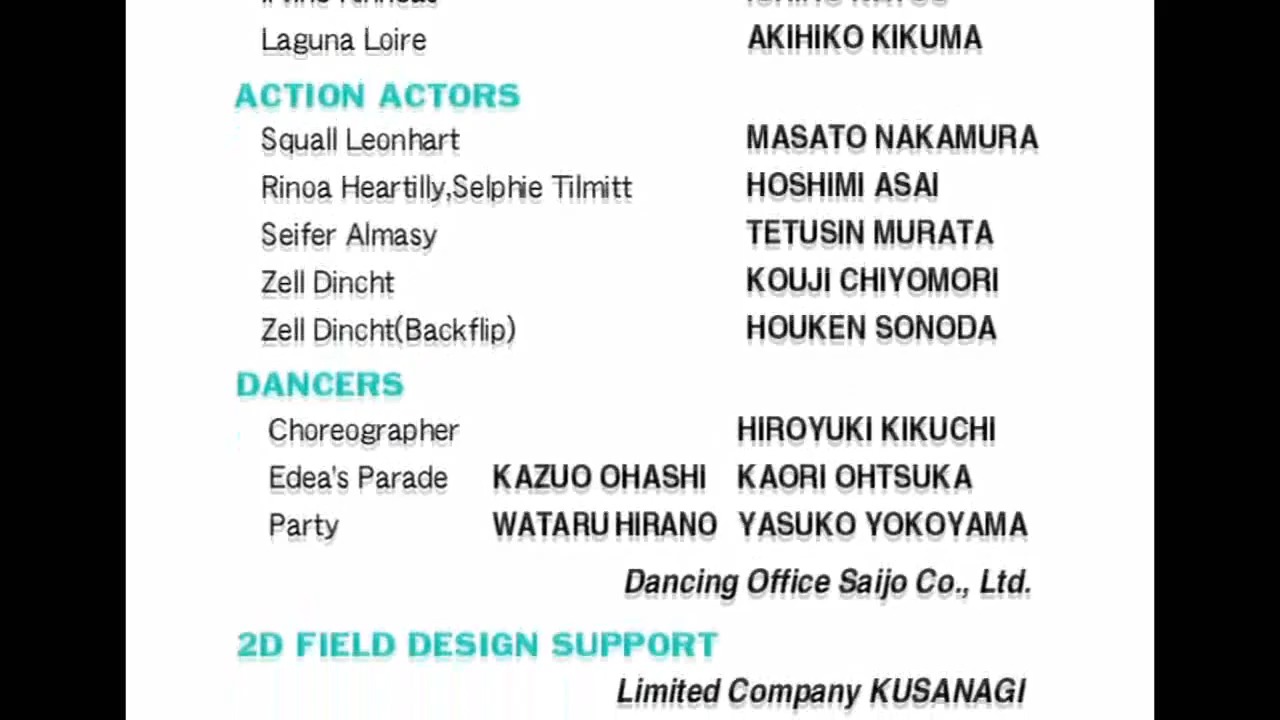 Laguna Loire AKIHIKO KIKUMA
ACTION ACTORS
Squall Leonhart MASATO NAKAMURA
Rinoa Heartilly,Selphie Tilmitt HOSHIMI ASAI
Seifer Almasy TETUSIN MURATA
Zell Dincht KOUJI CHIYOMORI
Zell Dincht(Backflip) HOUKEN SONODA
DANCERS
Choreographer HIROYUKI KIKUCHI
Edea's Parade KAZUO OHASHI KAORI OHTSUKA
Party WATARU HIRANO YASUKO YOKOYAMA
Dancing Office Saijo Co., Ltd.
2D FIELD DESIGN SUPPORT
Limited Company KUSANAGI